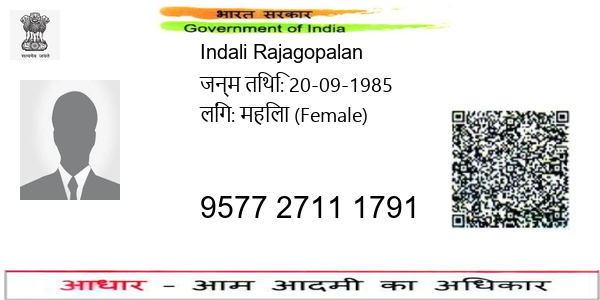 भारत सरकार
Government of India
सत्यमेव जयते
Indali Rajagopalan
जन्म तिथि: 20-09-1985
लिंग: महिला (Female)
9577 2711 1791
आधार - आम आदमी का अधिकार